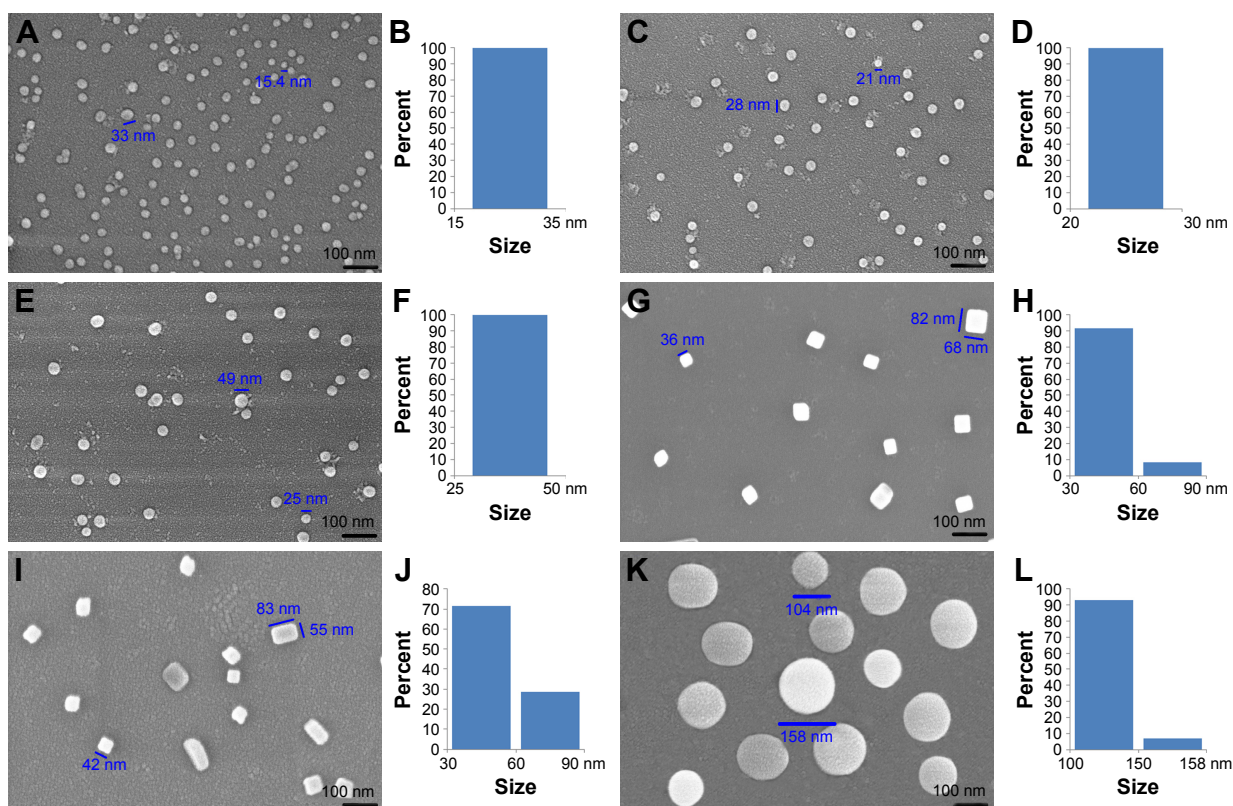 A
15.4 nm
33 nm
100 nm
B
Percent
100
90
80
70
60
50
40
30
20
10
0
15
35 nm
Size
C
21 nm
28 nm
100 nm
D
Percent
100
90
80
70
60
50
40
30
20
10
0
20
30 nm
Size
E
49 nm
25 nm
100 nm
F
Percent
100
90
80
70
60
50
40
30
20
10
0
25
50 nm
Size
G
82 nm
36 nm
68 nm
100 nm
H
Percent
100
90
80
70
60
50
40
30
20
10
0
30
60
90 nm
Size
I
83 nm
55 nm
42 nm
100 nm
J
Percent
80
70
60
50
40
30
20
10
0
30
60
90 nm
Size
K
104 nm
158 nm
100 nm
L
Percent
100
90
80
70
60
50
40
30
20
10
0
100
150
158 nm
Size